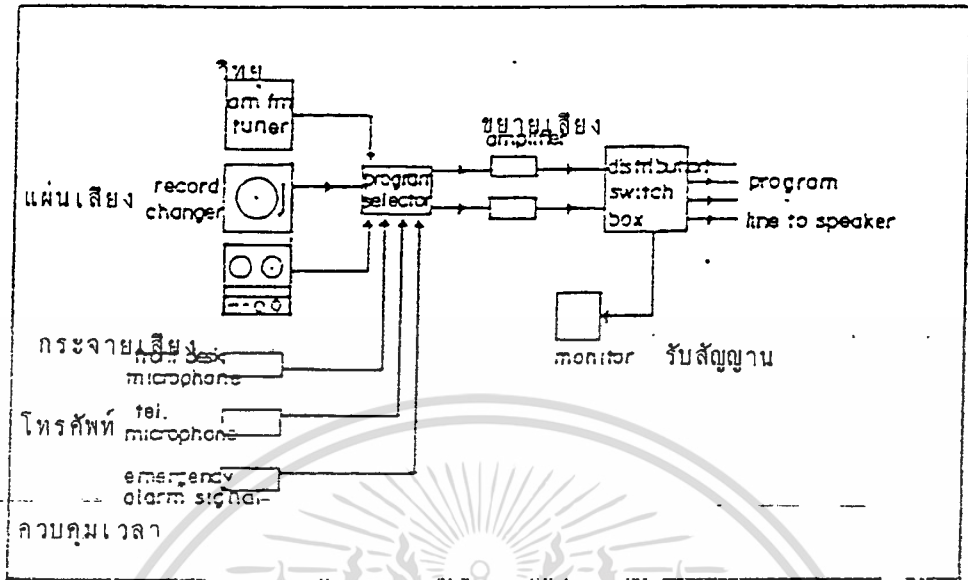 วิทยุ
am fm
tuner
แผ่นเสียง
record
changer
program
selector
ขยายเสียง
amplifier
distribution
switch
box
program
line to speaker
monitor
รับสัญญาน
กระจายเสียง
front desk
microphone
โทรศัพท์
tel.
microphone
emergency
alarm signal
ควบคุมเวลา